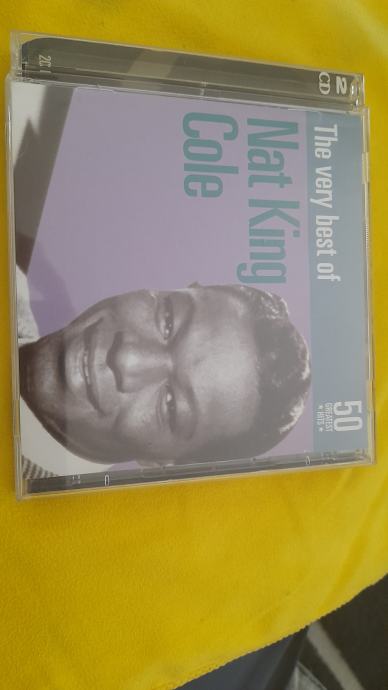 The very best of
Nat King
Cole
50
GREATEST
* HITS *
2
CD